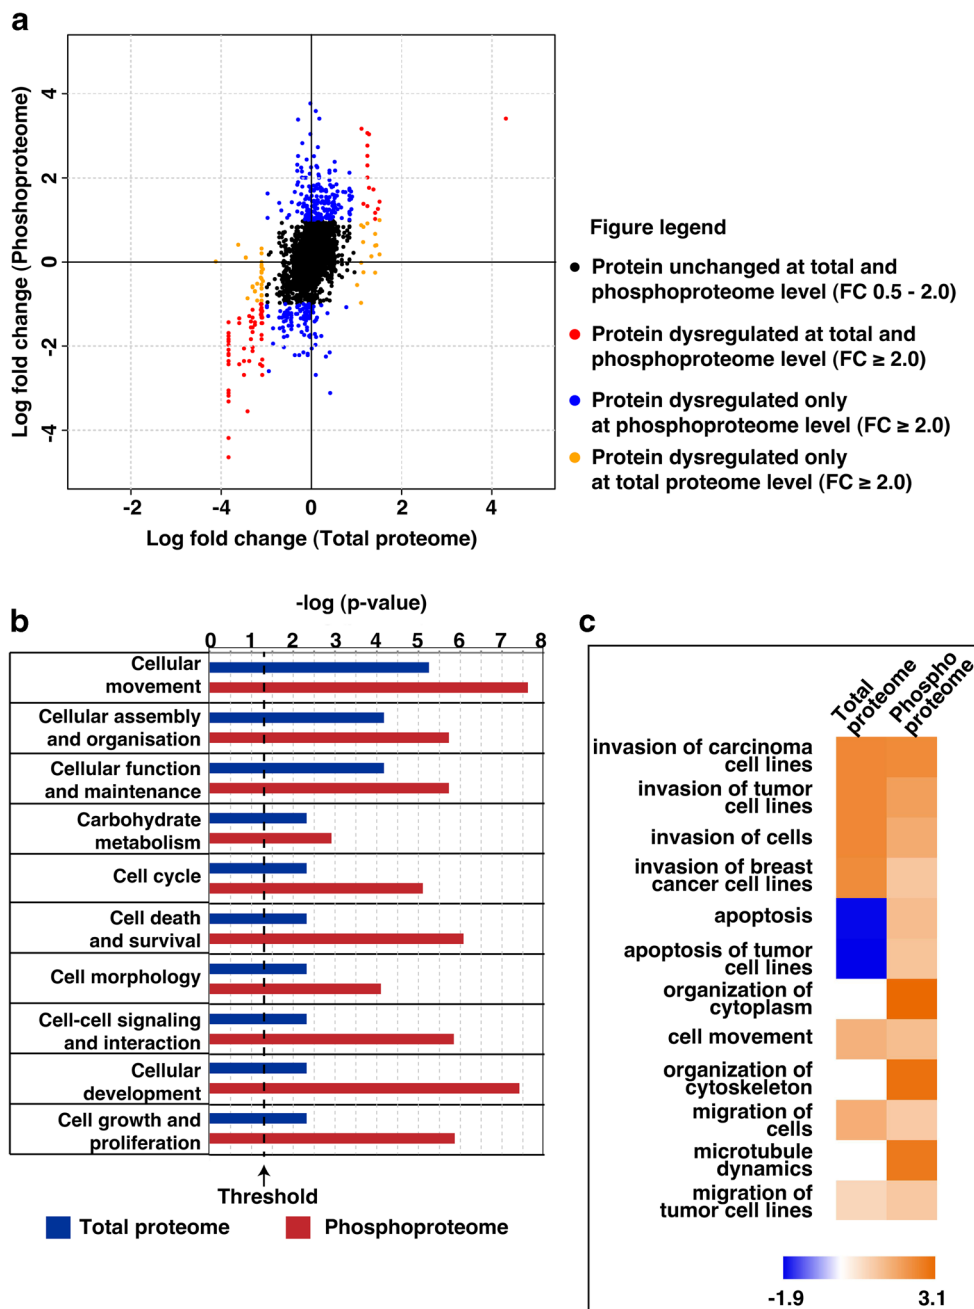 a
Log fold change (Phoshoproteome)
4
2
0
-2
-4
-2
-4
0
2
4
Log fold change (Total proteome)
Figure legend
Protein unchanged at total and
phosphoproteome level (FC 0.5 - 2.0)
Protein dysregulated at total and
phosphoproteome level (FC ≥ 2.0)
Protein dysregulated only
at phosphoproteome level (FC ≥ 2.0)
Protein dysregulated only
at total proteome level (FC ≥ 2.0)
b
-log (p-value)
0 1 2 3 4 5 6 7 8
Cellular
movement
Cellular assembly
and organisation
Cellular function
and maintenance
Carbohydrate
metabolism
Cell cycle
Cell death
and survival
Cell morphology
Cell-cell signaling
and interaction
Cellular
development
Cell growth and
proliferation
Threshold
Total proteome
Phosphoproteome
c
Total
proteome
Phospho
proteome
invasion of carcinoma
cell lines
invasion of tumor
cell lines
invasion of cells
invasion of breast
cancer cell lines
apoptosis
apoptosis of tumor
cell lines
organization of
cytoplasm
cell movement
organization of
cytoskeleton
migration of
cells
microtubule
dynamics
migration of
tumor cell lines
-1.9
3.1